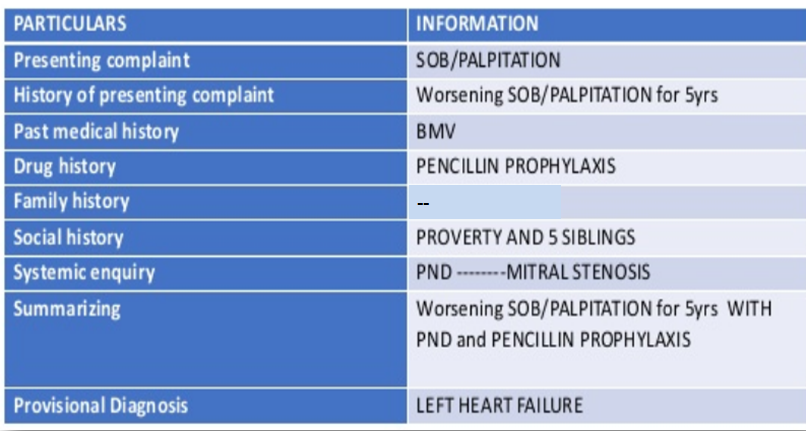 PARTICULARS INFORMATION
Presenting complaint SOB/PALPITATION
History of presenting complaint Worsening SOB/PALPITATION for 5yrs
Past medical history BMV
Drug history PENCILLIN PROPHYLAXIS
Family history --
Social history PROVERTY AND 5 SIBLINGS
Systemic enquiry PND --------MITRAL STENOSIS
Summarizing Worsening SOB/PALPITATION for 5yrs WITH
PND and PENCILLIN PROPHYLAXIS
Provisional Diagnosis LEFT HEART FAILURE